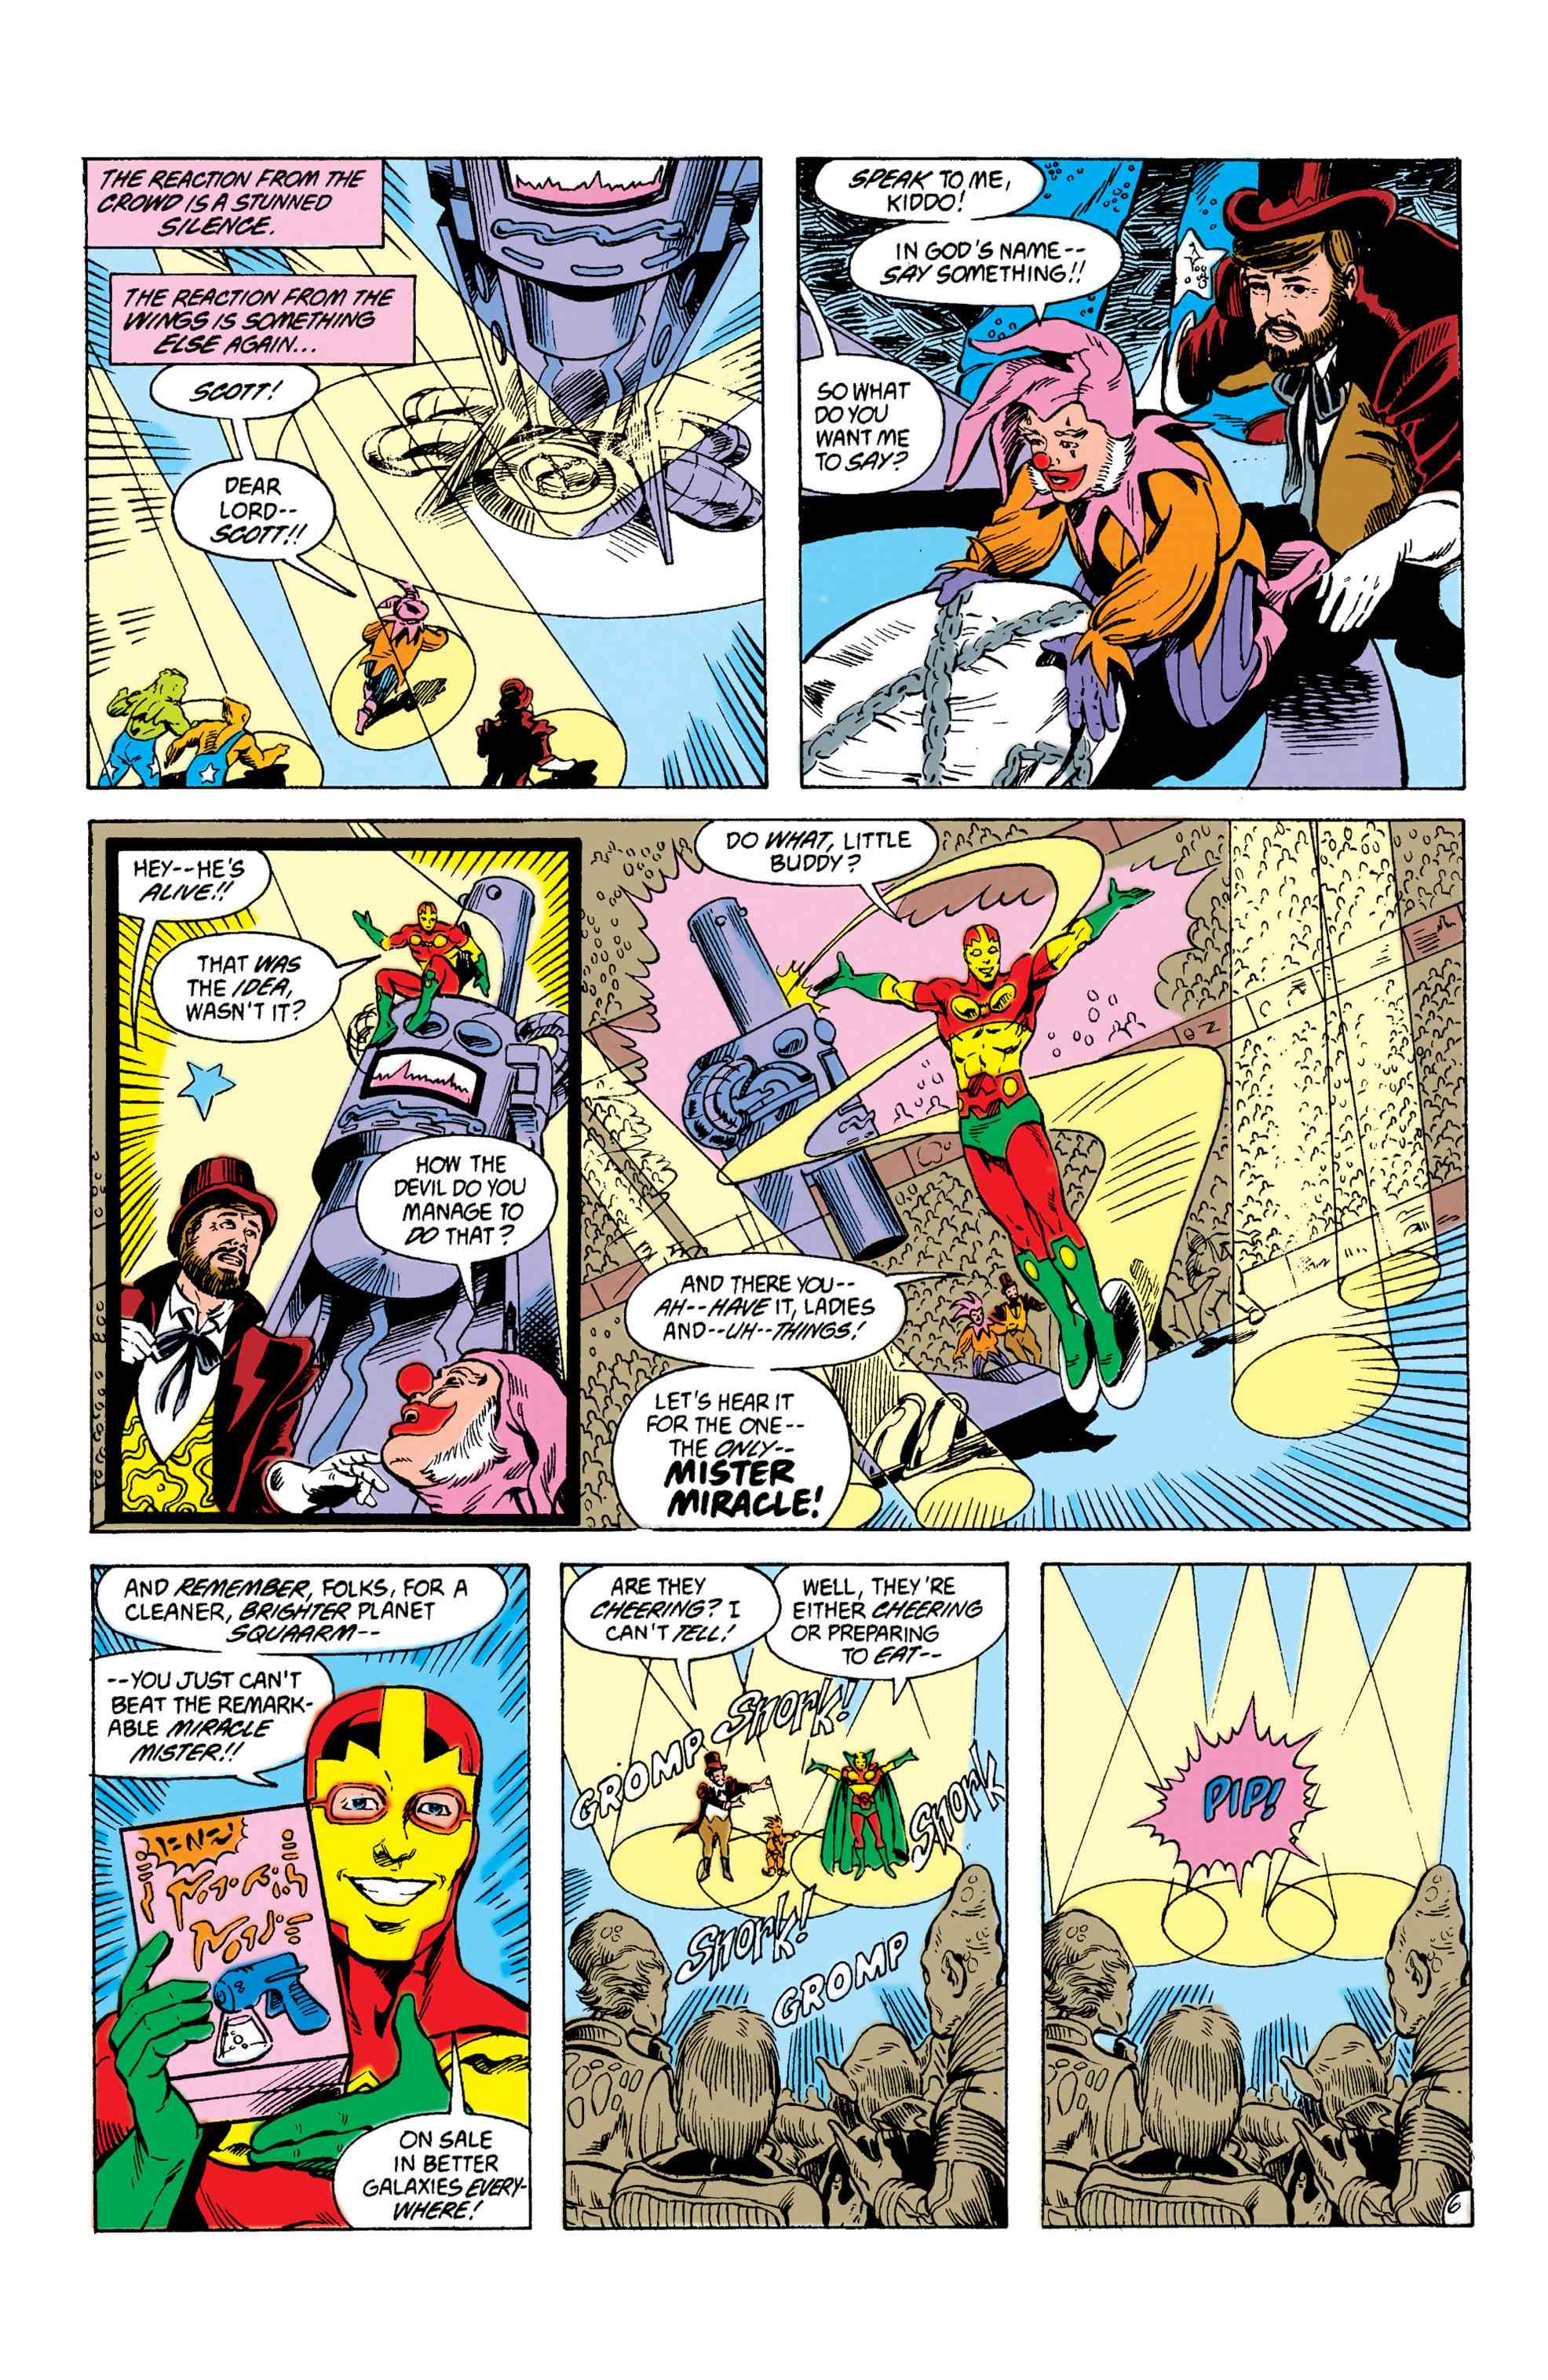 THE REACTION FROM THE
CROWD IS A STUNNED
SILENCE.
THE REACTION FROM THE
WINGS IS SOMETHING
ELSE AGAIN...
SCOTT!
DEAR
LORD--
SCOTT!!
SPEAK TO ME,
KIDDO!
IN GOD'S NAME--
SAY SOMETHING!!
SO WHAT
DO YOU
WANT ME
TO SAY?
HEY--HE'S
ALIVE!!
THAT WAS
THE IDEA,
WASN'T IT?
HOW THE
DEVIL DO YOU
MANAGE TO
DO THAT?
DO WHAT, LITTLE
BUDDY?
AND THERE YOU--
AH--HAVE IT, LADIES
AND--UH--THINGS!
LET'S HEAR IT
FOR THE ONE--
THE ONLY--
MISTER
MIRACLE!
AND REMEMBER, FOLKS, FOR A
CLEANER, BRIGHTER PLANET
SQUAARM--
--YOU JUST CAN'T
BEAT THE REMARK-
ABLE MIRACLE
MISTER!!
ON SALE
IN BETTER
GALAXIES EVERY-
WHERE!
ARE THEY
CHEERING? I
CAN'T TELL!
WELL, THEY'RE
EITHER CHEERING
OR PREPARING
TO EAT--
GROMP
SNORK!
SNORK
SNORK!
GROMP
PIP!
6